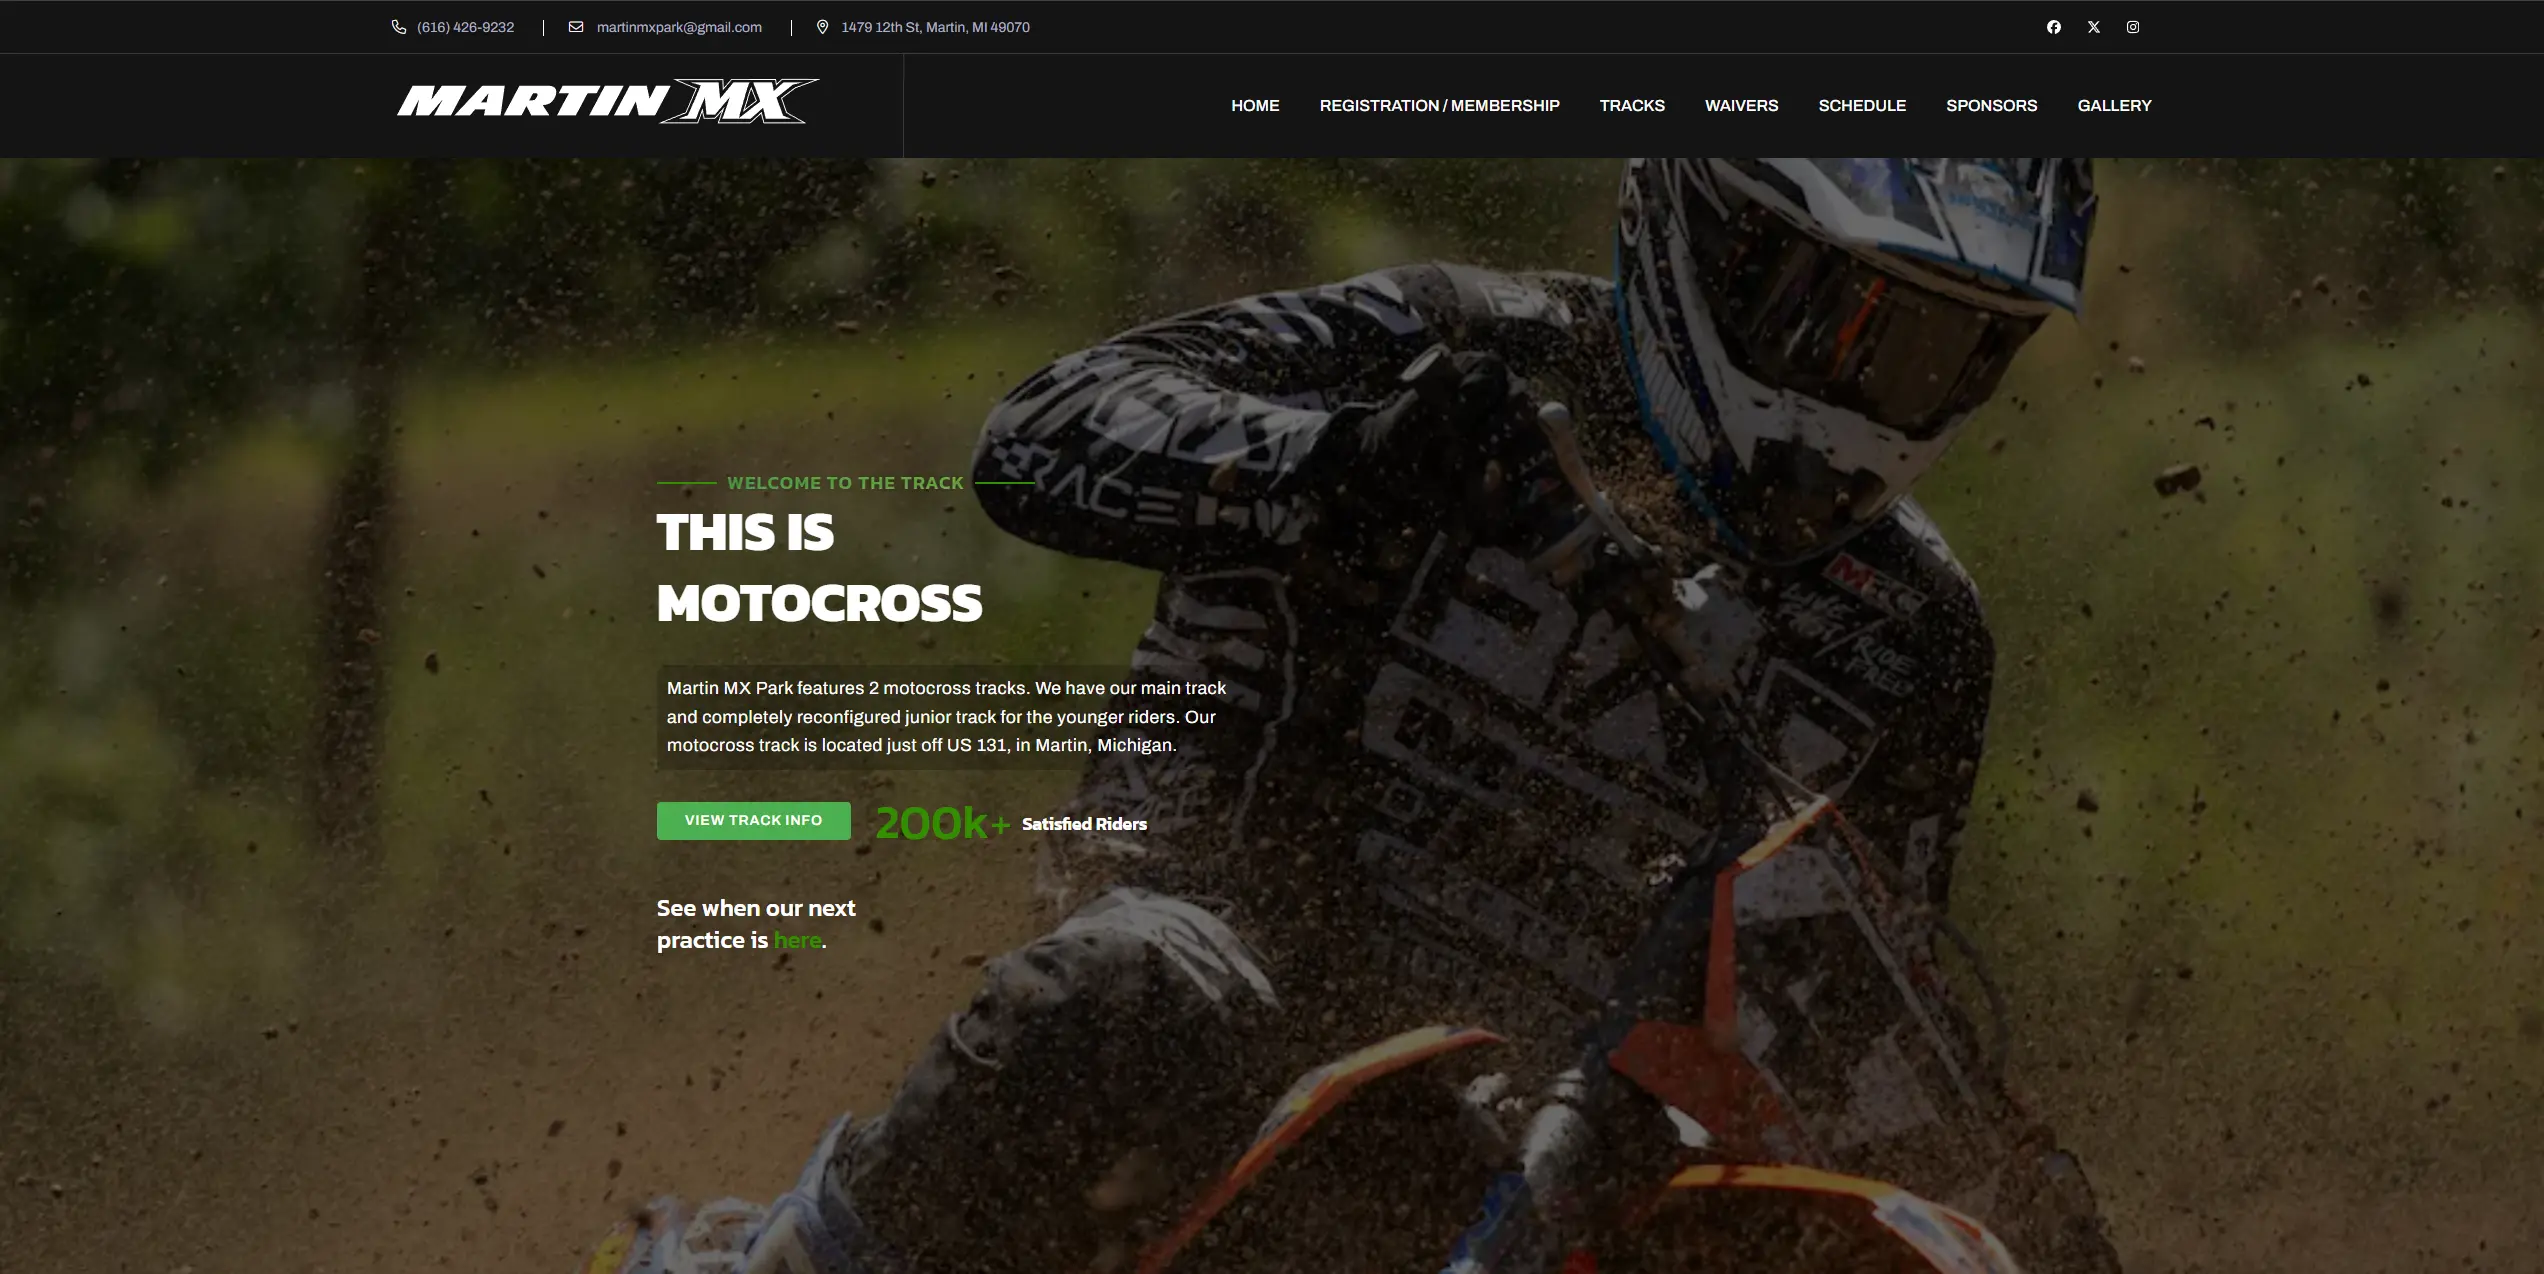 (616) 426-9232
martinmxpark@gmail.com
1479 12th St, Martin, MI 49070
MARTIN MX
HOME
REGISTRATION / MEMBERSHIP
TRACKS
WAIVERS
SCHEDULE
SPONSORS
GALLERY
WELCOME TO THE TRACK
THIS IS
MOTOCROSS
Martin MX Park features 2 motocross tracks. We have our main track
and completely reconfigured junior track for the younger riders. Our
motocross track is located just off US 131, in Martin, Michigan.
VIEW TRACK INFO
200k+ Satisfied Riders
See when our next
practice is here.